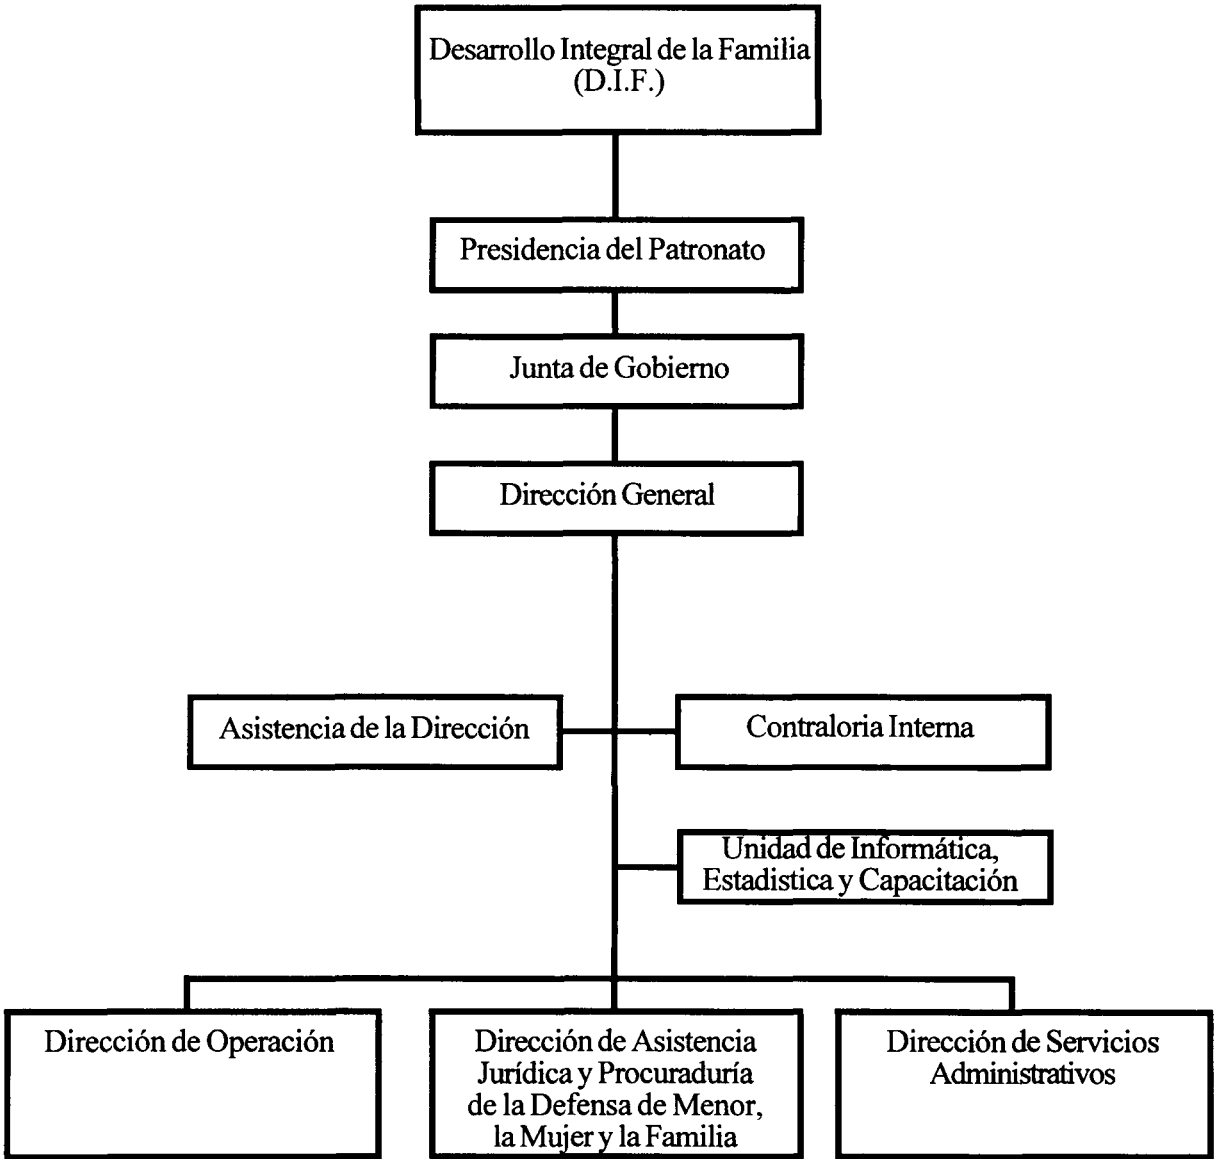 Desarrollo Integral de la Familia
(D.I.F.)
Presidencia del Patronato
Junta de Gobierno
Dirección General
Asistencia de la Dirección
Contraloria Interna
Unidad de Informática,
Estadistica y Capacitación
Dirección de Operación
Dirección de Asistencia
Jurídica y Procuraduría
de la Defensa de Menor,
la Mujer y la Familia
Dirección de Servicios
Administrativos